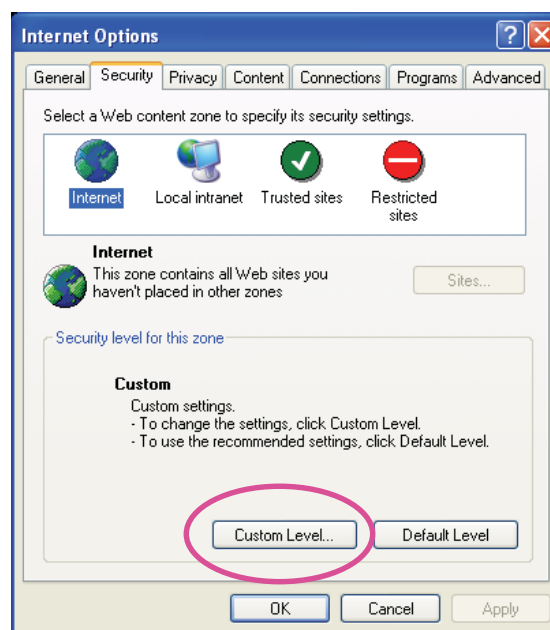 Internet Options
General Security Privacy Content Connections Programs Advanced
Select a Web content zone to specify its security settings.
Internet Local intranet Trusted sites Restricted sites
Internet
This zone contains all Web sites you
haven't placed in other zones
Sites...
Security level for this zone
Custom
Custom settings.
- To change the settings, click Custom Level.
- To use the recommended settings, click Default Level.
Custom Level... Default Level
OK Cancel Apply